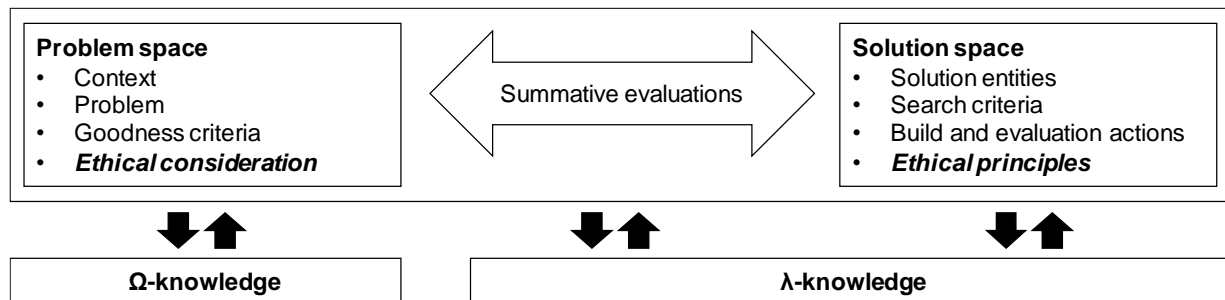 Problem space
• Context
• Problem
• Goodness criteria
• Ethical consideration
Summative evaluations
Solution space
• Solution entities
• Search criteria
• Build and evaluation actions
• Ethical principles
Ω-knowledge
λ-knowledge